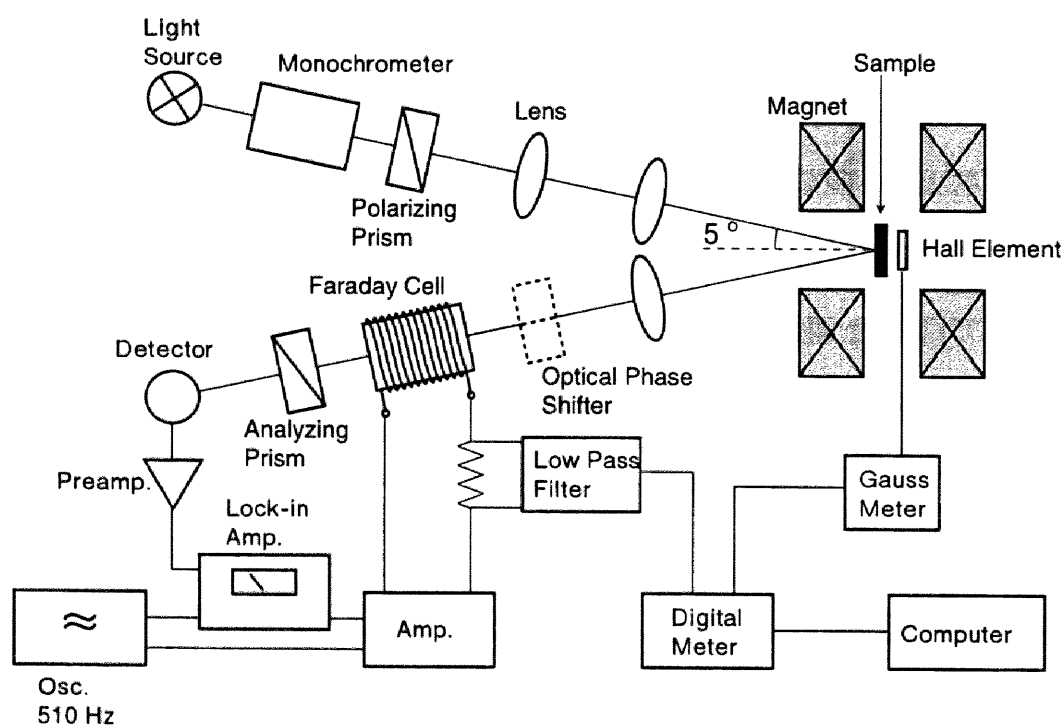 Light
Source
Monochrometer
Polarizing
Prism
Lens
Sample
Magnet
5 °
Hall Element
Faraday Cell
Optical Phase
Shifter
Detector
Analyzing
Prism
Preamp.
Lock-in
Amp.
Low Pass
Filter
Gauss
Meter
≈
Osc.
510 Hz
Amp.
Digital
Meter
Computer